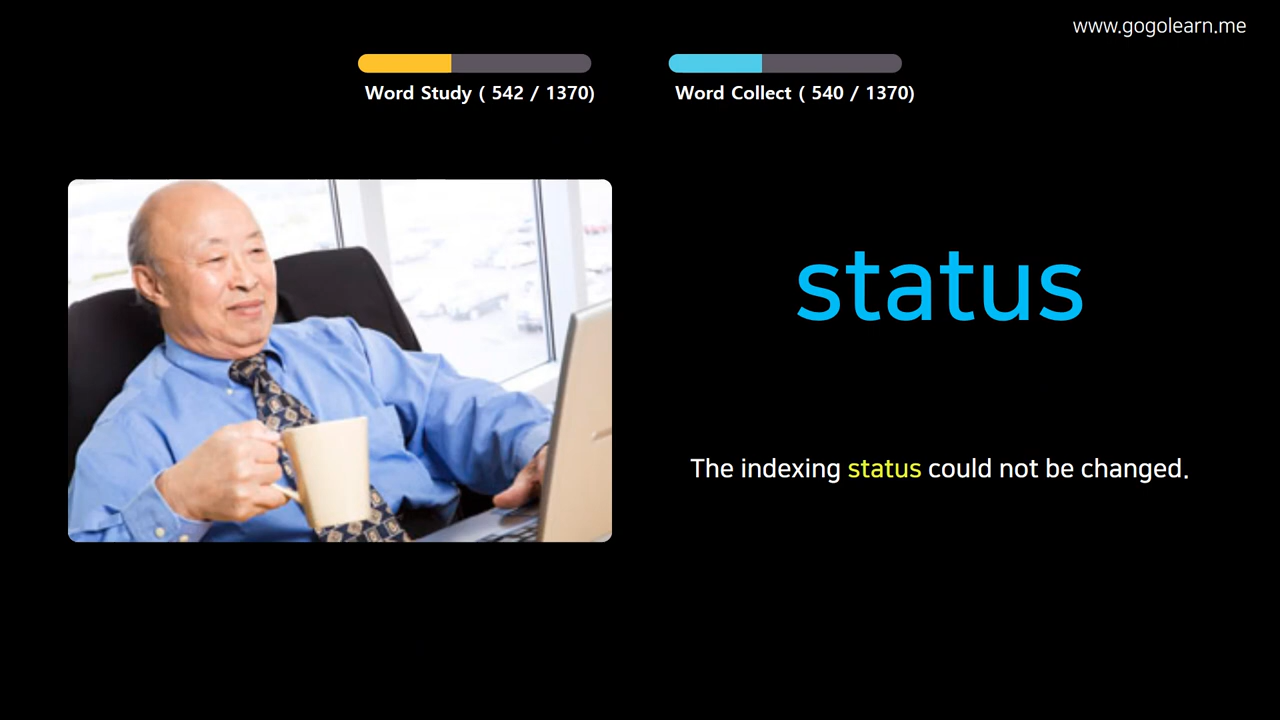 www.gogolearn.me
Word Study ( 542 / 1370)
Word Collect ( 540 / 1370)
status
The indexing status could not be changed.